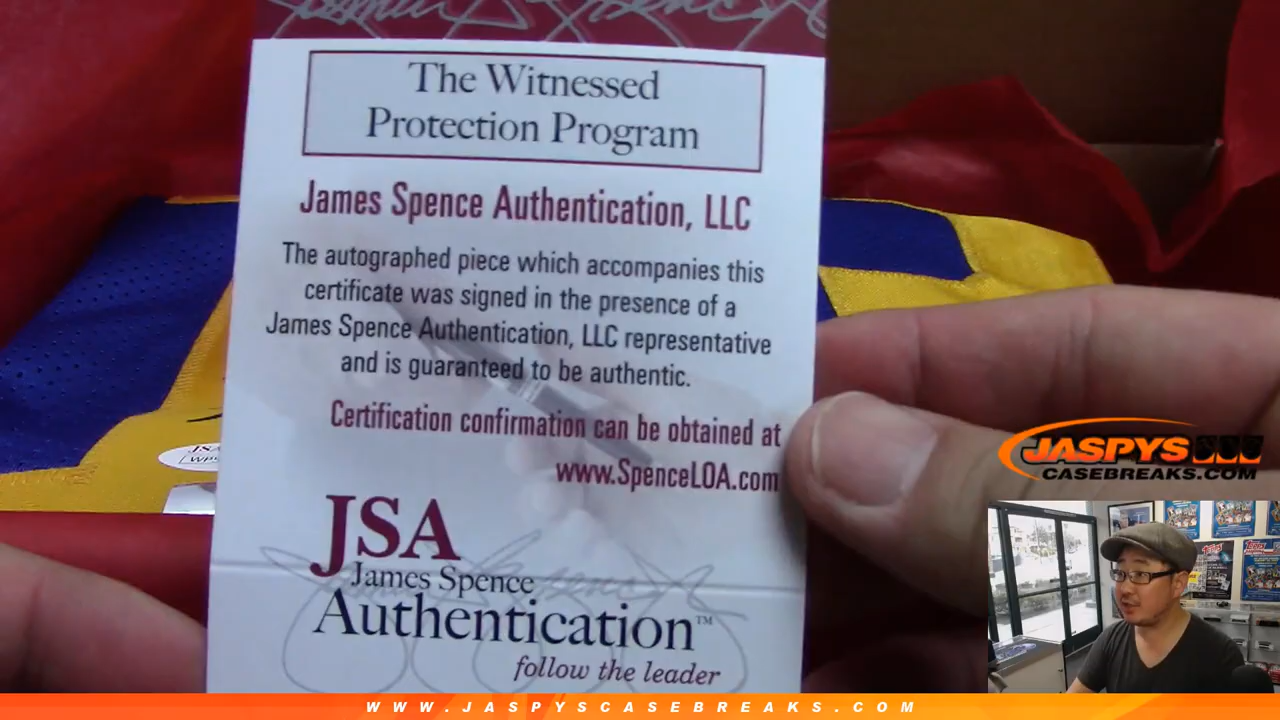 The Witnessed
Protection Program
James Spence Authentication, LLC
The autographed piece which accompanies this
certificate was signed in the presence of a
James Spence Authentication, LLC representative
and is guaranteed to be authentic.
Certification confirmation can be obtained at
www.SpenceLOA.com
JSA
James Spence
Authentication™
follow the leader
JASPYS
CASEBREAKS.COM
WWW.JASPYSCASEBREAKS.COM